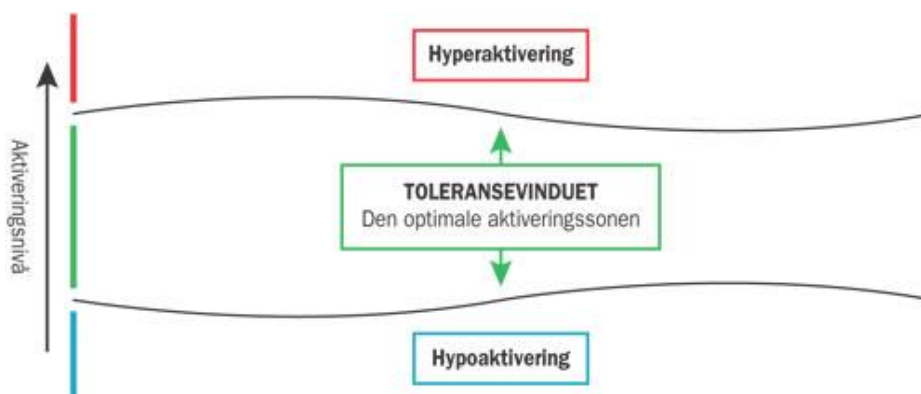 Hyperaktivering
Aktiveringsnivå
TOLERANSEVINDUET
Den optimale aktiveringssonen
Hypoaktivering